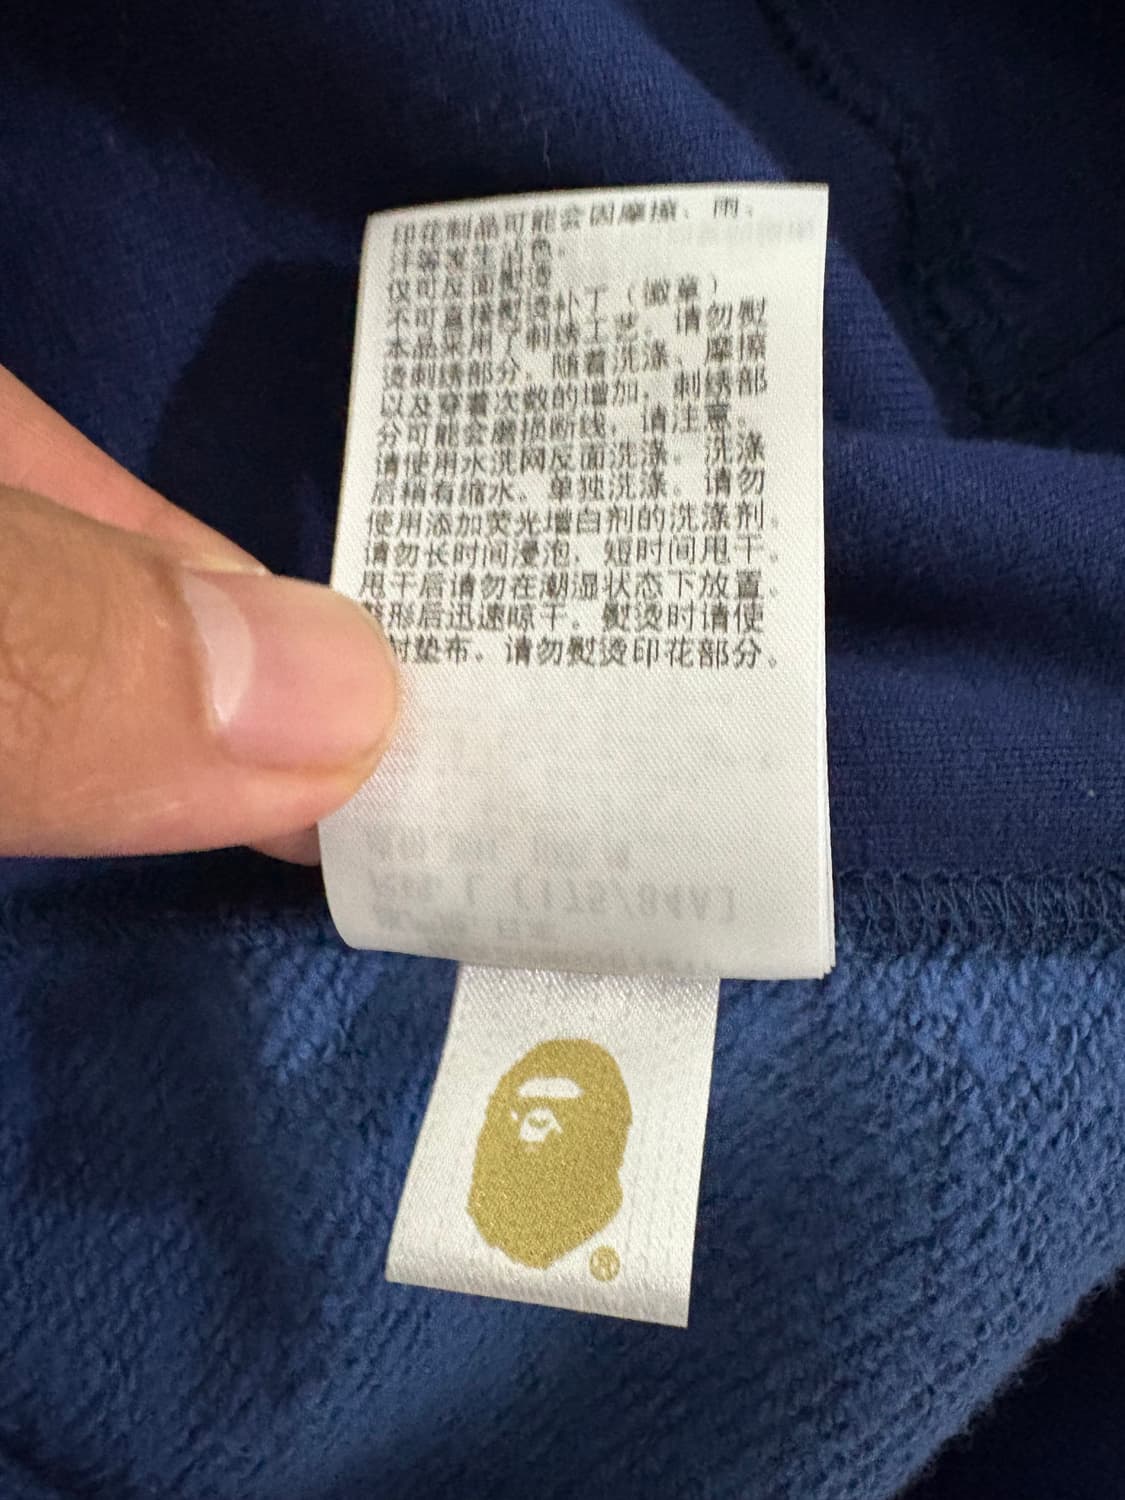 印花制品可能会因摩擦、雨、
汗等发生 色。
仅可反面熨烫
不可直接熨烫补丁（徽章）
本品采用了刺绣工艺。请勿熨
烫刺绣部分。随着洗涤、摩擦
以及穿着次数的增加，刺绣部
分可能会磨损断线，请注意。
请使用水洗网反面洗涤。洗涤
后稍有缩水。单独洗涤。请勿
使用添加荧光增白剂的洗涤剂。
请勿长时间浸泡，短时间甩干。
甩干后请勿在潮湿状态下放置。
整形后迅速晾干。熨烫时请使
衬垫布。请勿熨烫印花部分。
®